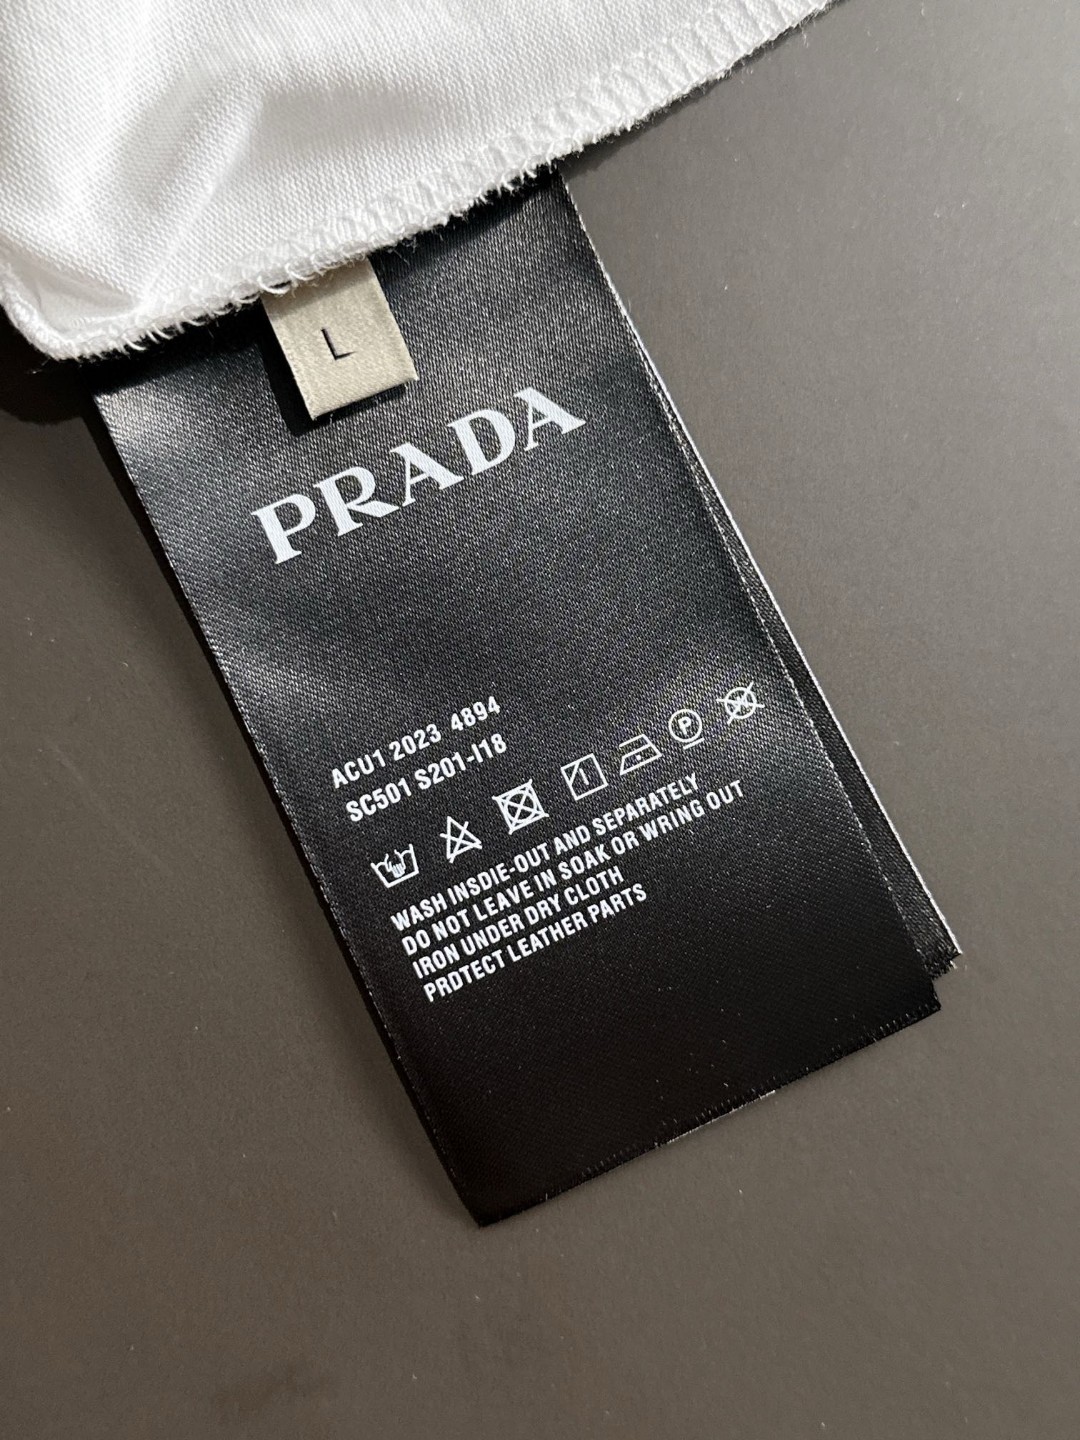 L
PRADA
ACU1 2023 4894
SC501 S201-I18
WASH INSDIE-OUT AND SEPARATELY
DO NOT LEAVE IN SOAK OR WRING OUT
IRON UNDER DRY CLOTH
PRDTECT LEATHER PARTS